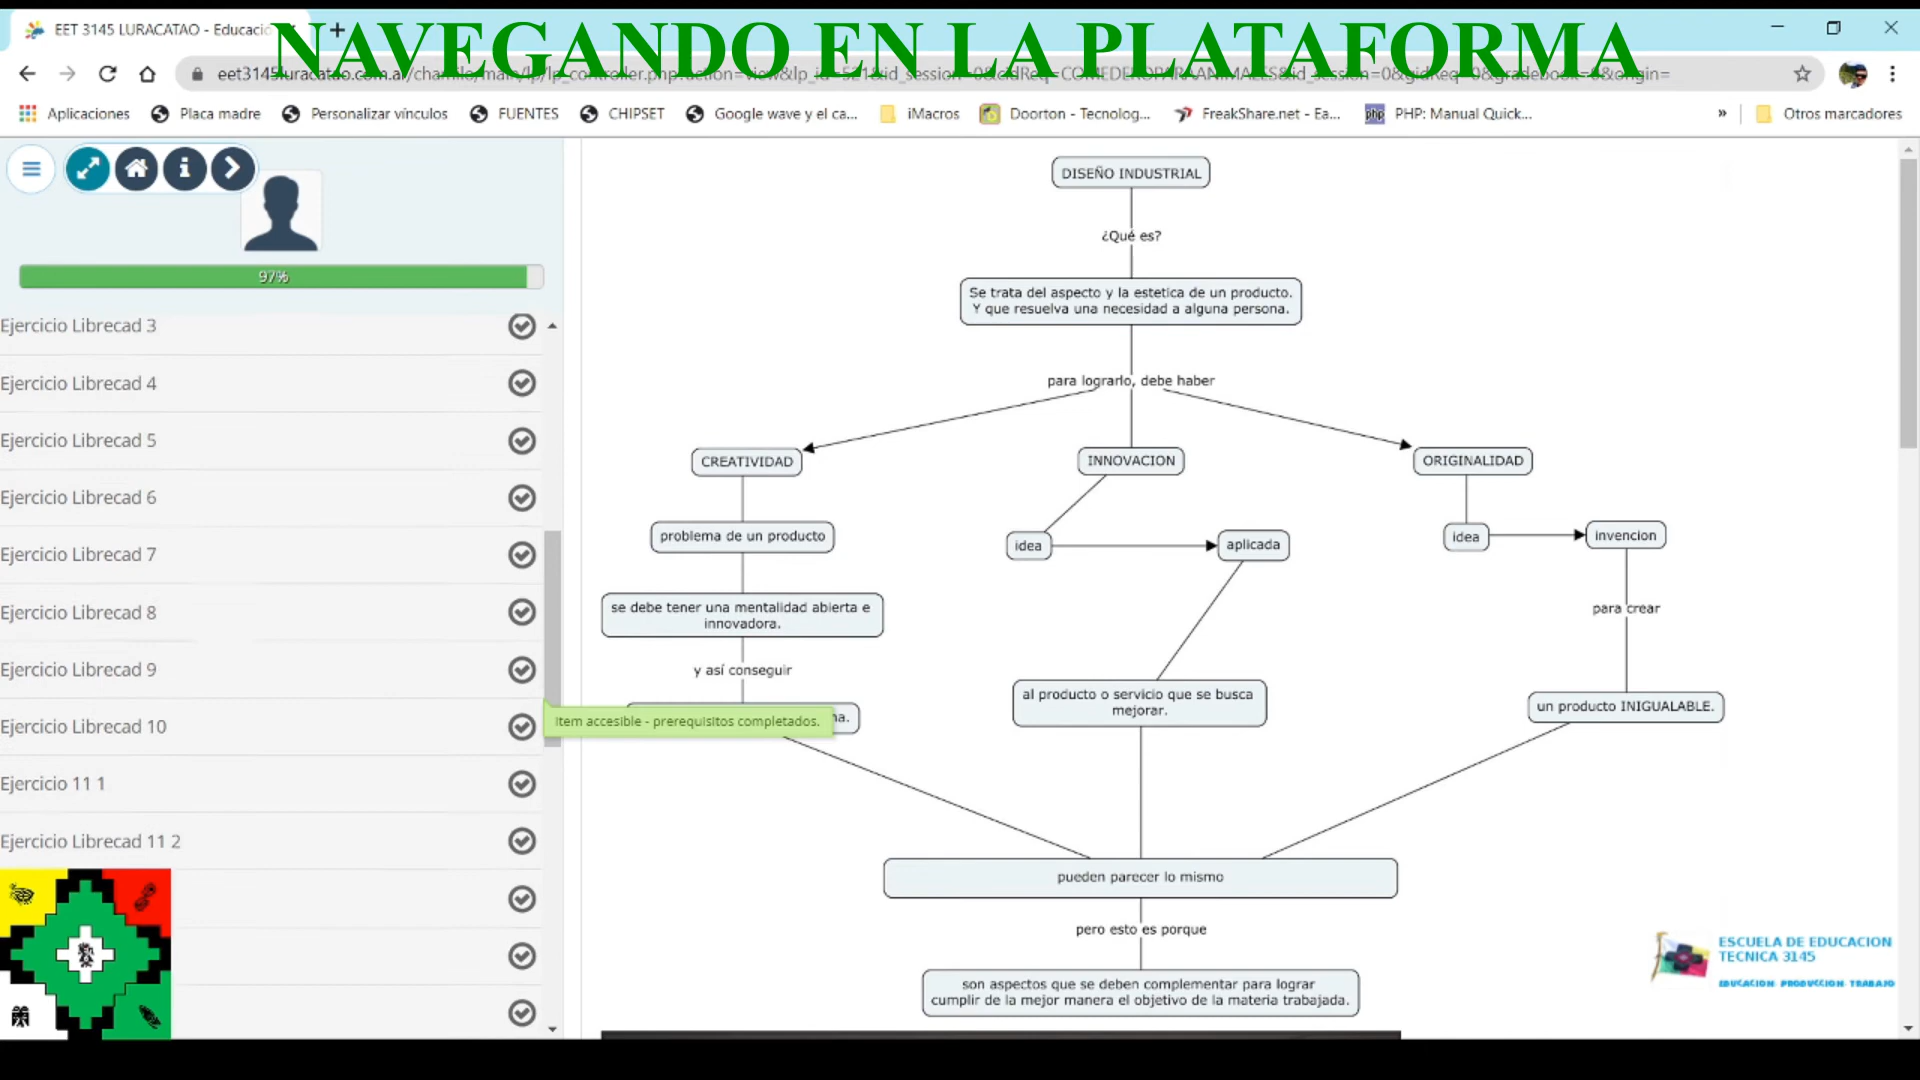 NAVEGANDO EN LA PLATAFORMA
EET 3145 LURACATAO - Educació
Aplicaciones
Placa madre
Personalizar vínculos
FUENTES
CHIPSET
Google wave y el ca...
iMacros
Doorton - Tecnolog...
FreakShare.net - Ea...
php
PHP: Manual Quick...
»
Otros marcadores
97%
Ejercicio Librecad 3
Ejercicio Librecad 4
Ejercicio Librecad 5
Ejercicio Librecad 6
Ejercicio Librecad 7
Ejercicio Librecad 8
Ejercicio Librecad 9
Ejercicio Librecad 10
Ejercicio 11 1
Ejercicio Librecad 11 2
Item accesible - prerequisitos completados.
DISEÑO INDUSTRIAL
¿Qué es?
Se trata del aspecto y la estetica de un producto.
Y que resuelva una necesidad a alguna persona.
para lograrlo, debe haber
CREATIVIDAD
INNOVACION
ORIGINALIDAD
problema de un producto
idea
aplicada
idea
invencion
se debe tener una mentalidad abierta e
innovadora.
para crear
y así conseguir
al producto o servicio que se busca
mejorar.
un producto INIGUALABLE.
pueden parecer lo mismo
pero esto es porque
son aspectos que se deben complementar para lograr
cumplir de la mejor manera el objetivo de la materia trabajada.
ESCUELA DE EDUCACION
TECNICA 3145
EDUCACION PRODUCCION TRABAJO